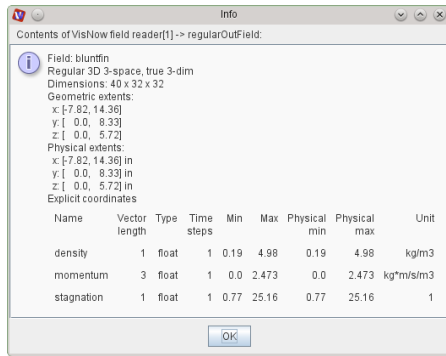 Info
Contents of VisNow field reader[1] -> regularOutField:
Field: bluntfin
Regular 3D 3-space, true 3-dim
Dimensions: 40 x 32 x 32
Geometric extents:
x: [-7.82, 14.36]
y: [ 0.0, 8.33]
z: [ 0.0, 5.72]
Physical extents:
x: [-7.82, 14.36] in
y: [ 0.0, 8.33] in
z: [ 0.0, 5.72] in
Explicit coordinates
Name Vector length Type Time steps Min Max Physical min Physical max Unit
density 1 float 1 0.19 4.98 0.19 4.98 kg/m3
momentum 3 float 1 0.0 2.473 0.0 2.473 kg*m/s/m3
stagnation 1 float 1 0.77 25.16 0.77 25.16 1
OK